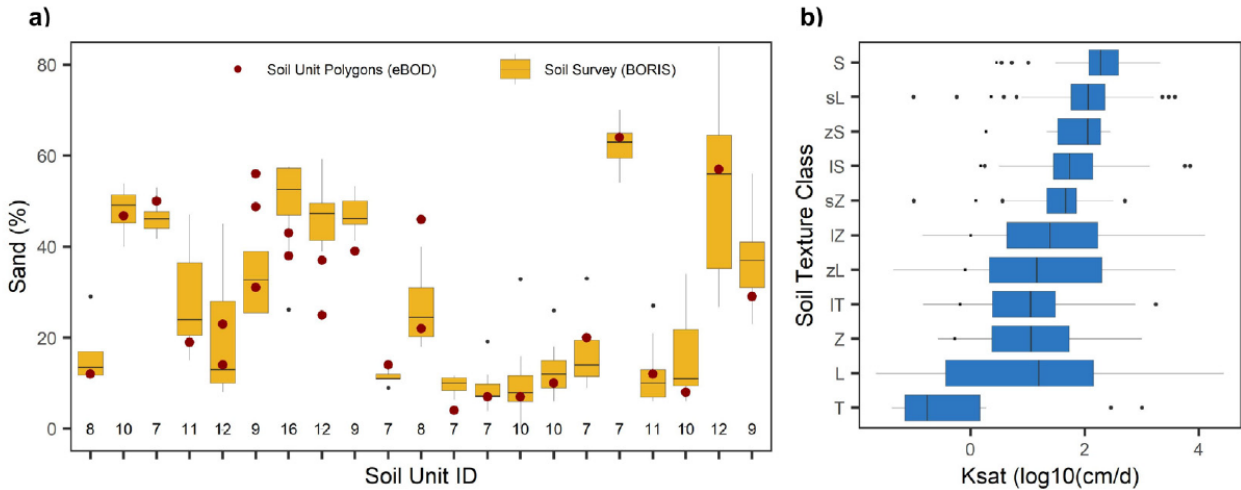 a)
80
60
40
20
0
Sand (%)
Soil Unit Polygons (eBOD)
Soil Survey (BORIS)
8 10 7 11 12 9 16 12 9 7 8 7 7 10 10 7 7 11 10 12 9
Soil Unit ID
b)
Soil Texture Class
S
sL
zS
lS
sZ
lZ
zL
lT
Z
L
T
0 2 4
Ksat (log10(cm/d)